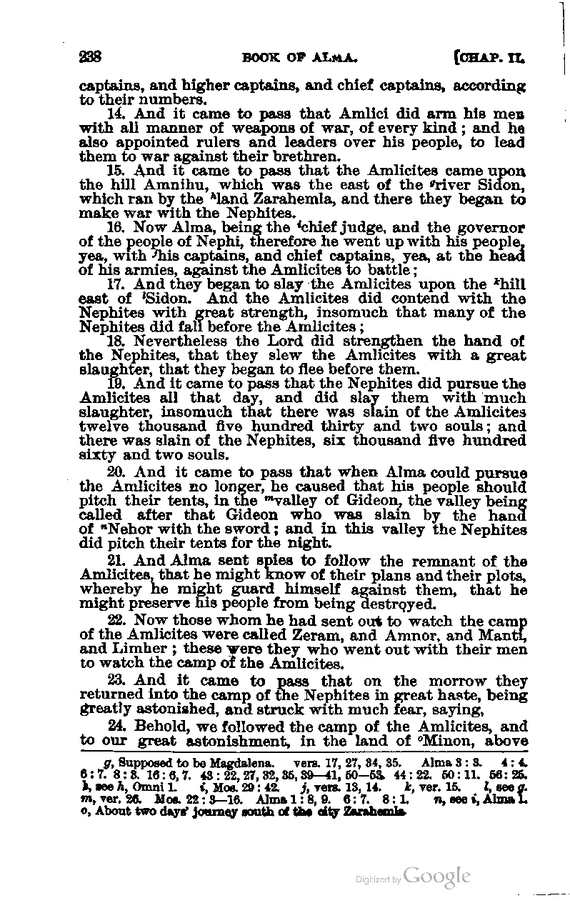 238 BOOK OF ALMA. [CHAP. II.
captains, and higher captains, and chief captains, according
to their numbers.
14. And it came to pass that Amlici did arm his men
with all manner of weapons of war, of every kind; and he
also appointed rulers and leaders over his people, to lead
them to war against their brethren.
15. And it came to pass that the Amlicites came upon
the hill Amnihu, which was the east of the ᵍriver Sidon,
which ran by the ʰland Zarahemla, and there they began to
make war with the Nephites.
16. Now Alma, being the ⁱchief judge, and the governor
of the people of Nephi, therefore he went up with his people,
yea, with ʲhis captains, and chief captains, yea, at the head
of his armies, against the Amlicites to battle;
17. And they began to slay the Amlicites upon the ᵏhill
east of ˡSidon. And the Amlicites did contend with the
Nephites with great strength, insomuch that many of the
Nephites did fall before the Amlicites;
18. Nevertheless the Lord did strengthen the hand of
the Nephites, that they slew the Amlicites with a great
slaughter, that they began to flee before them.
19. And it came to pass that the Nephites did pursue the
Amlicites all that day, and did slay them with much
slaughter, insomuch that there was slain of the Amlicites
twelve thousand five hundred thirty and two souls; and
there was slain of the Nephites, six thousand five hundred
sixty and two souls.
20. And it came to pass that when Alma could pursue
the Amlicites no longer, he caused that his people should
pitch their tents, in the ᵐvalley of Gideon, the valley being
called after that Gideon who was slain by the hand
of ⁿNehor with the sword; and in this valley the Nephites
did pitch their tents for the night.
21. And Alma sent spies to follow the remnant of the
Amlicites, that he might know of their plans and their plots,
whereby he might guard himself against them, that he
might preserve his people from being destroyed.
22. Now those whom he had sent out to watch the camp
of the Amlicites were called Zeram, and Amnor, and Manti,
and Limher; these were they who went out with their men
to watch the camp of the Amlicites.
23. And it came to pass that on the morrow they
returned into the camp of the Nephites in great haste, being
greatly astonished, and struck with much fear, saying,
24. Behold, we followed the camp of the Amlicites, and
to our great astonishment, in the land of ᵒMinon, above
g, Supposed to be Magdalena. vers. 17, 27, 34, 35. Alma 3: 3. 4: 4.
6: 7. 8: 3. 16: 6, 7. 43: 22, 27, 32, 35, 39—41, 50—53. 44: 22. 50: 11. 56: 25.
h, see h, Omni 1. i, Mos. 29: 42. j, vers. 13, 14. k, ver. 15. l, see g.
m, ver. 26. Mos. 22: 3—16. Alma 1: 8, 9. 6: 7. 8: 1. n, see i, Alma 1.
o, About two days' journey south of the city Zarahemla.
Digitized by Google